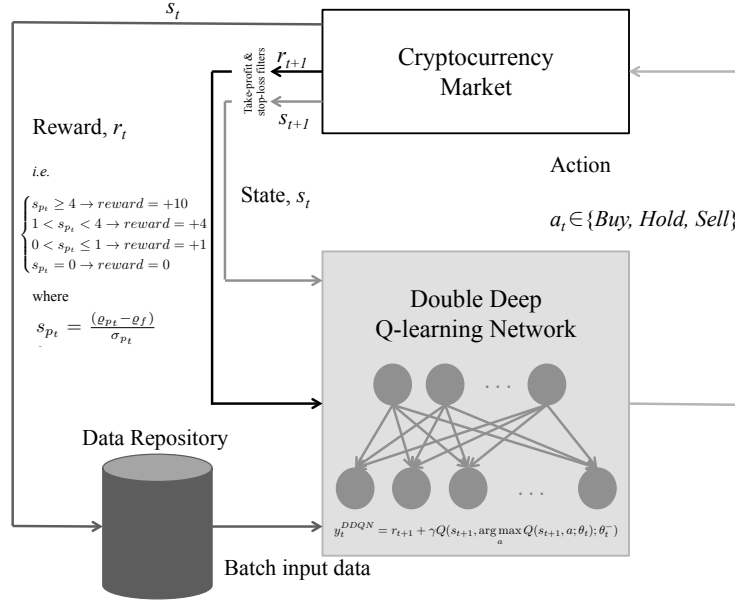 s_t
Take-profit &
stop-loss filters
r_{t+1}
s_{t+1}
Cryptocurrency
Market
Reward, r_t
i.e.
s_{p_t} ≥ 4 → reward = +10
1 < s_{p_t} < 4 → reward = +4
0 < s_{p_t} ≤ 1 → reward = +1
s_{p_t} = 0 → reward = 0
where
s_{p_t} = (ϱ_{p_t} − ϱ_f) / σ_{p_t}
State, s_t
Action
a_t ∈ {Buy, Hold, Sell}
Double Deep
Q-learning Network
. . .
. . .
y_t^{DDQN} = r_{t+1} + γQ(s_{t+1}, arg max_a Q(s_{t+1}, a; θ_t); θ_t^−)
Data Repository
Batch input data